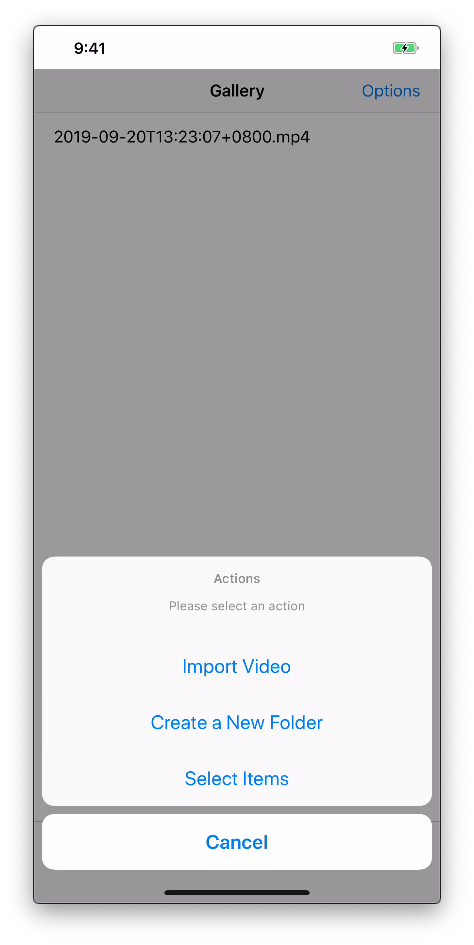 9:41
Gallery
Options
2019-09-20T13:23:07+0800.mp4
Actions
Please select an action
Import Video
Create a New Folder
Select Items
Cancel